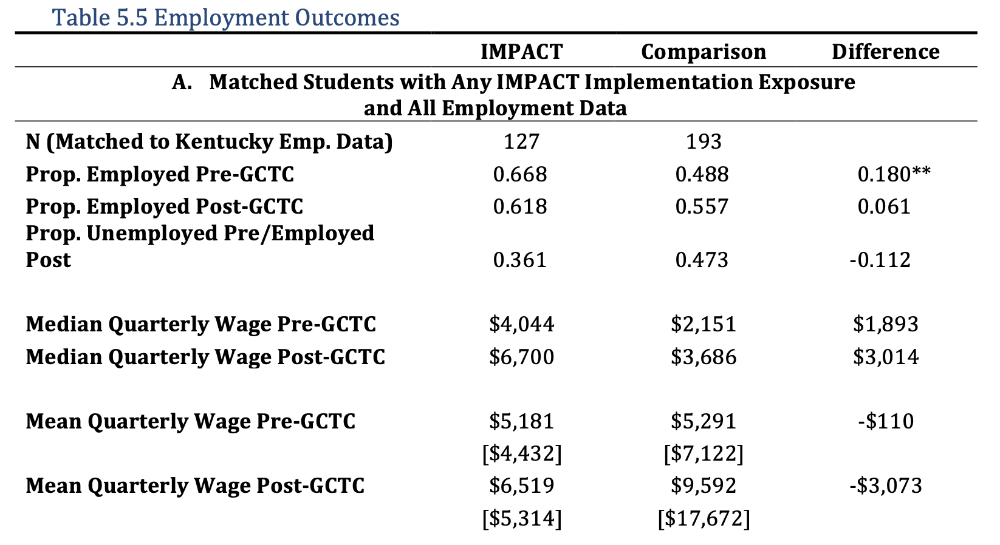 Table 5.5 Employment Outcomes
IMPACT Comparison Difference
A. Matched Students with Any IMPACT Implementation Exposure
and All Employment Data
N (Matched to Kentucky Emp. Data) 127 193
Prop. Employed Pre-GCTC 0.668 0.488 0.180**
Prop. Employed Post-GCTC 0.618 0.557 0.061
Prop. Unemployed Pre/Employed
Post 0.361 0.473 -0.112
Median Quarterly Wage Pre-GCTC $4,044 $2,151 $1,893
Median Quarterly Wage Post-GCTC $6,700 $3,686 $3,014
Mean Quarterly Wage Pre-GCTC $5,181 $5,291 -$110
[$4,432] [$7,122]
Mean Quarterly Wage Post-GCTC $6,519 $9,592 -$3,073
[$5,314] [$17,672]